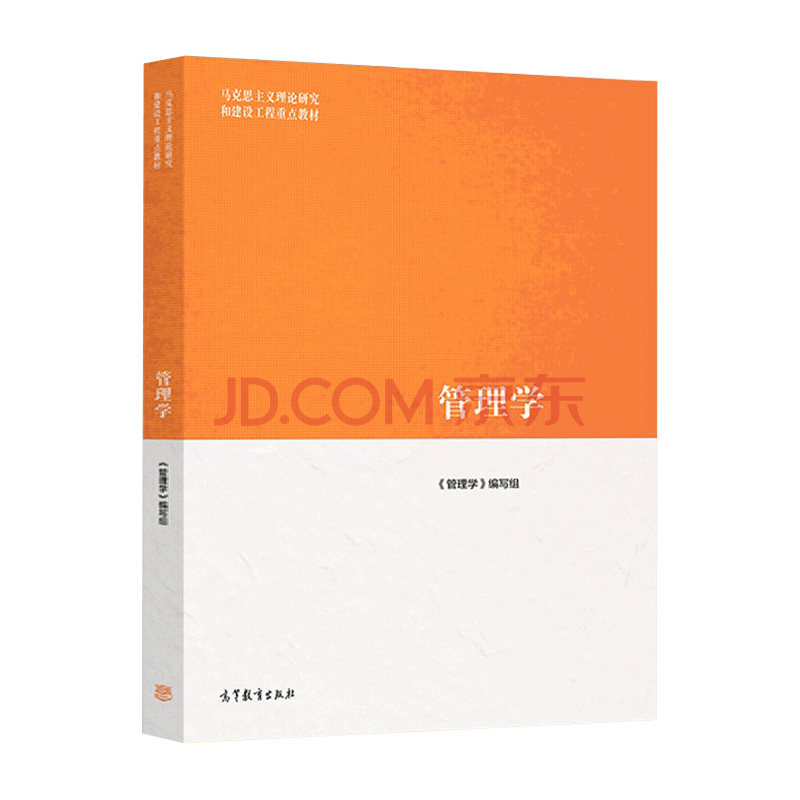 马克思主义理论研究
和建设工程重点教材
管理学
《管理学》编写组
高等教育出版社
马克思主义理论研究
和建设工程重点教材
管理学
《管理学》编写组
JD.COM 京东